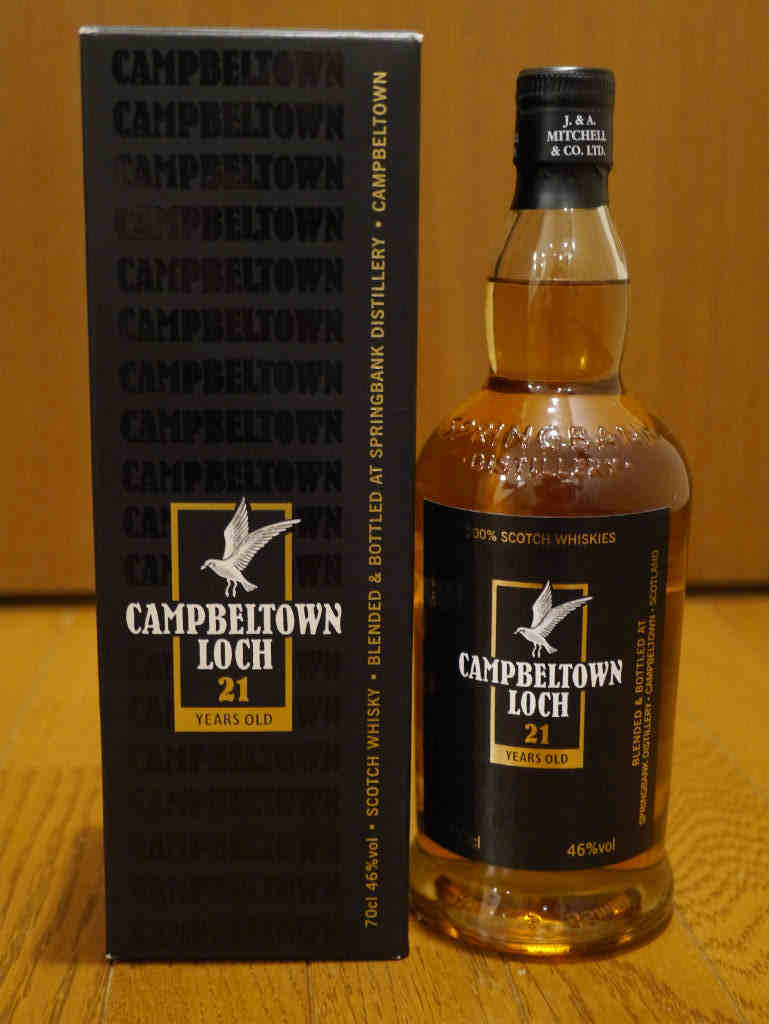 CAMPBELTOWN
CAMPBELTOWN
CAMPBELTOWN
CAMPBELTOWN
CAMPBELTOWN
CAMPBELTOWN
CAMPBELTOWN
CAMPBELTOWN
CAMPBELTOWN
CAMPBELTOWN
LOCH
21
YEARS OLD
70cl 46%vol • SCOTCH WHISKY • BLENDED & BOTTLED AT SPRINGBANK DISTILLERY • CAMPBELTOWN
J. & A.
MITCHELL
& CO. LTD.
SPRINGBANK
DISTILLERY
100% SCOTCH WHISKIES
CAMPBELTOWN
LOCH
21
YEARS OLD
BLENDED & BOTTLED AT
SPRINGBANK DISTILLERY • CAMPBELTOWN • SCOTLAND
46%vol